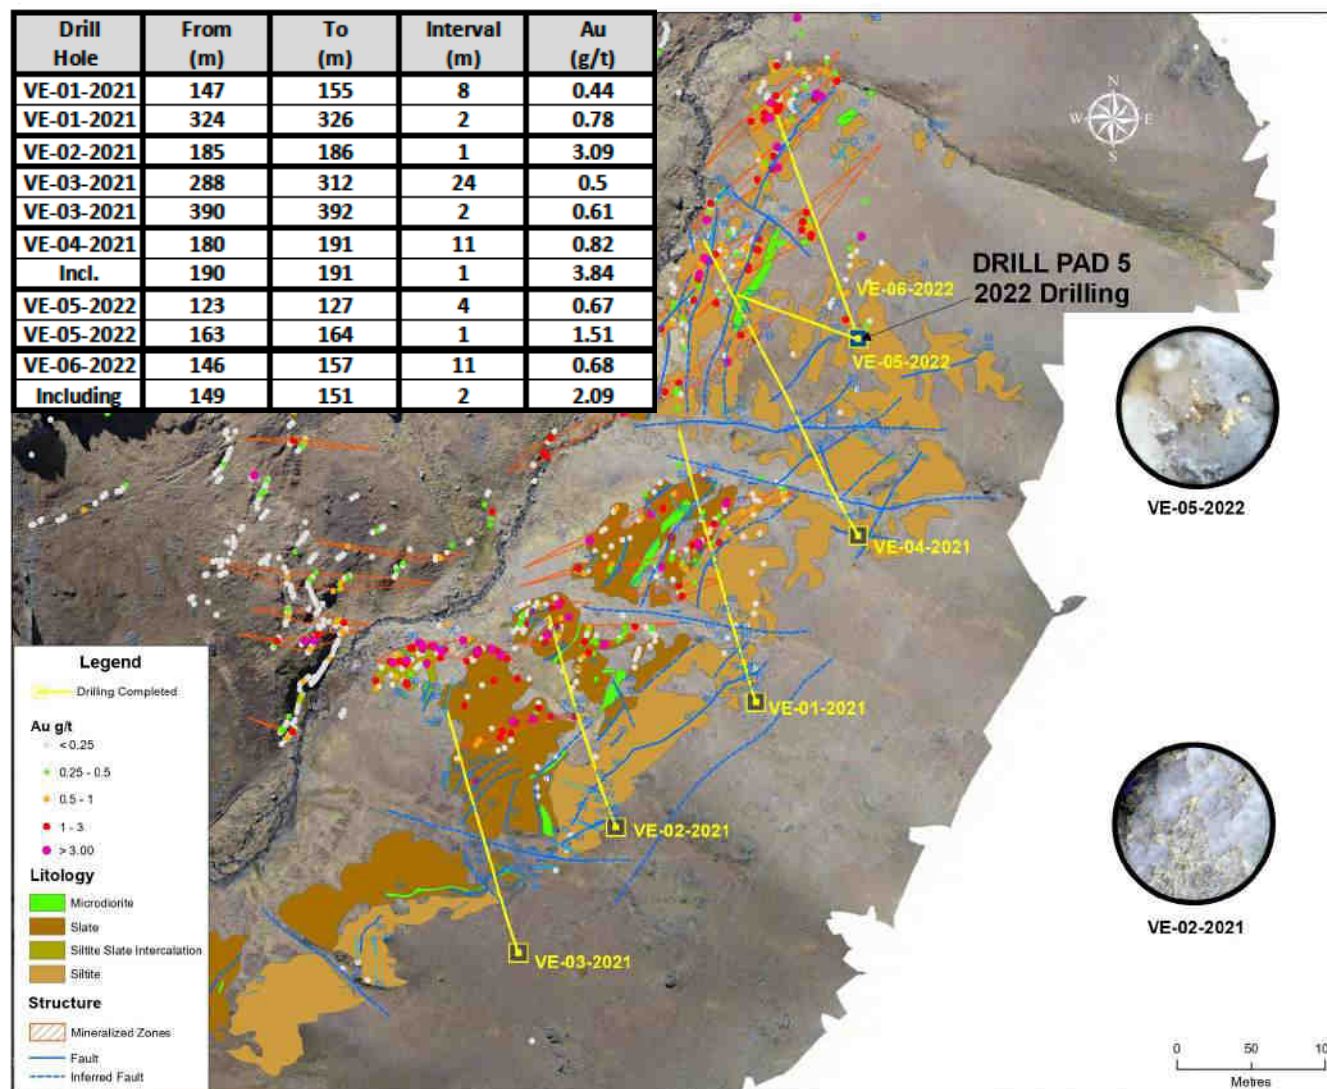 Drill Hole From (m) To (m) Interval (m) Au (g/t)
VE-01-2021 147 155 8 0.44
VE-01-2021 324 326 2 0.78
VE-02-2021 185 186 1 3.09
VE-03-2021 288 312 24 0.5
VE-03-2021 390 392 2 0.61
VE-04-2021 180 191 11 0.82
Incl. 190 191 1 3.84
VE-05-2022 123 127 4 0.67
VE-05-2022 163 164 1 1.51
VE-06-2022 146 157 11 0.68
Including 149 151 2 2.09
N
W E
S
DRILL PAD 5
2022 Drilling
VE-06-2022
VE-05-2022
VE-04-2021
VE-01-2021
VE-02-2021
VE-03-2021
VE-05-2022
VE-02-2021
Legend
Drilling Completed
Au g/t
< 0.25
0.25 - 0.5
0.5 - 1
1 - 3
> 3.00
Litology
Microdiorite
Slate
Siltite Slate Intercalation
Siltite
Structure
Mineralized Zones
Fault
Inferred Fault
0 50
Metres